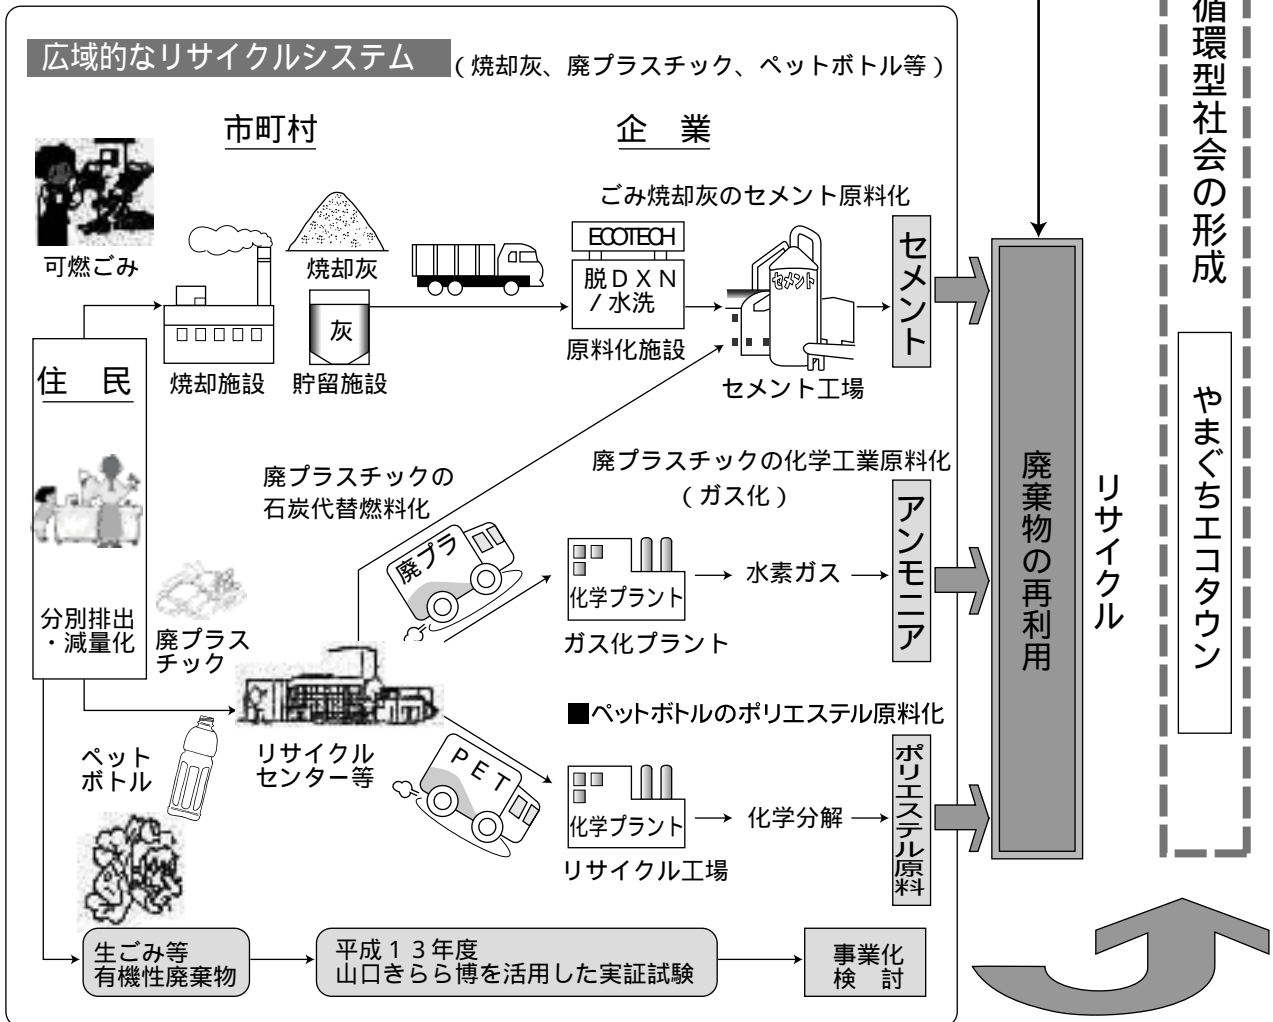 広域的なリサイクルシステム
（焼却灰、廃プラスチック、ペットボトル等）
市町村
企　業
ごみ焼却灰のセメント原料化
可
可燃ごみ
焼却灰
灰
焼却施設
貯留施設
ECOTECH
脱ＤＸＮ
/ 水洗
原料化施設
セメント
セメント工場
セメント
住　民
分別排出
・減量化
廃プラスチックの
石炭代替燃料化
廃プラスチックの化学工業原料化
（ガス化）
廃プラ
化学プラント
ガス化プラント
水素ガス
アンモニア
廃プラス
チック
ペット
ボトル
リサイクル
センター等
■ペットボトルのポリエステル原料化
PET
化学プラント
リサイクル工場
化学分解
ポリエステル原料
生ごみ等
有機性廃棄物
平成１３年度
山口きらら博を活用した実証試験
事業化
検　討
廃棄物の再利用
リサイクル
循環型社会の形成
やまぐちエコタウン